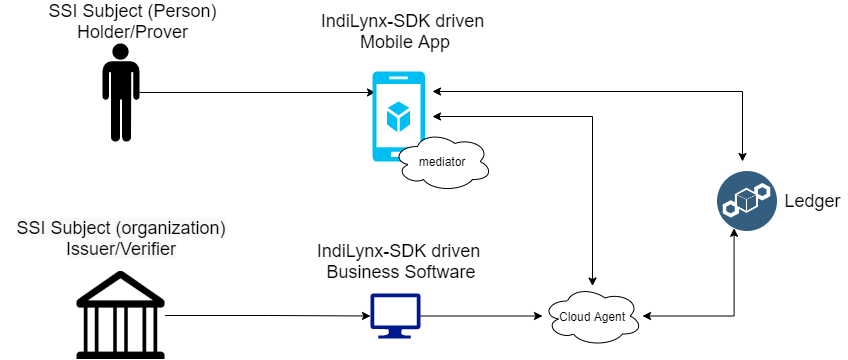 SSI Subject (Person)
Holder/Prover
IndiLynx-SDK driven
Mobile App
mediator
Ledger
SSI Subject (organization)
Issuer/Verifier
IndiLynx-SDK driven
Business Software
Cloud Agent